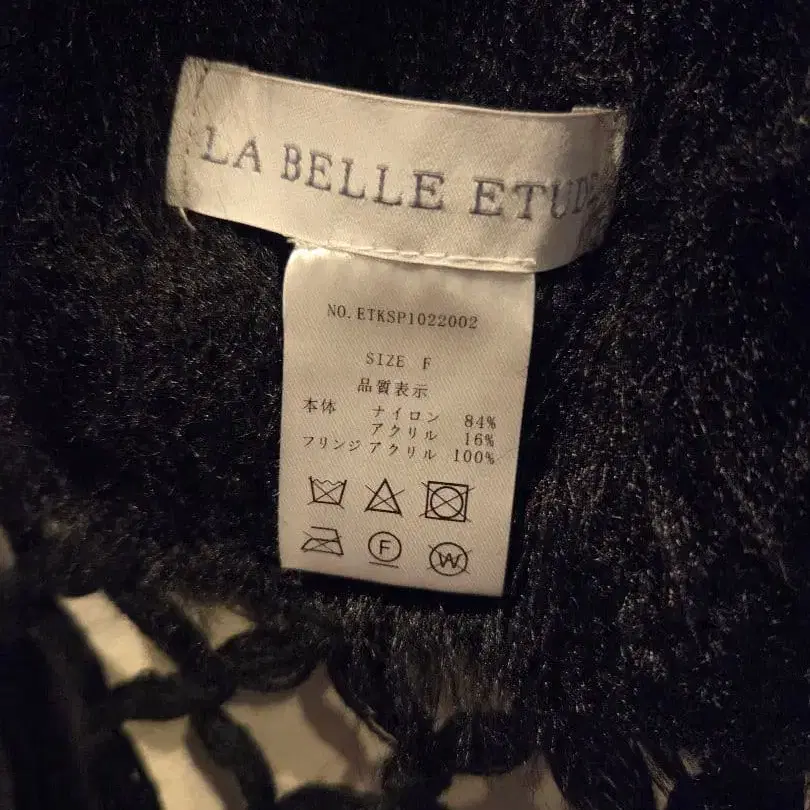 LA BELLE ETUDE
NO. ETKSP1022002
SIZE F
品質表示
本体 ナイロン 84%
アクリル 16%
フリンジ アクリル 100%
F
W